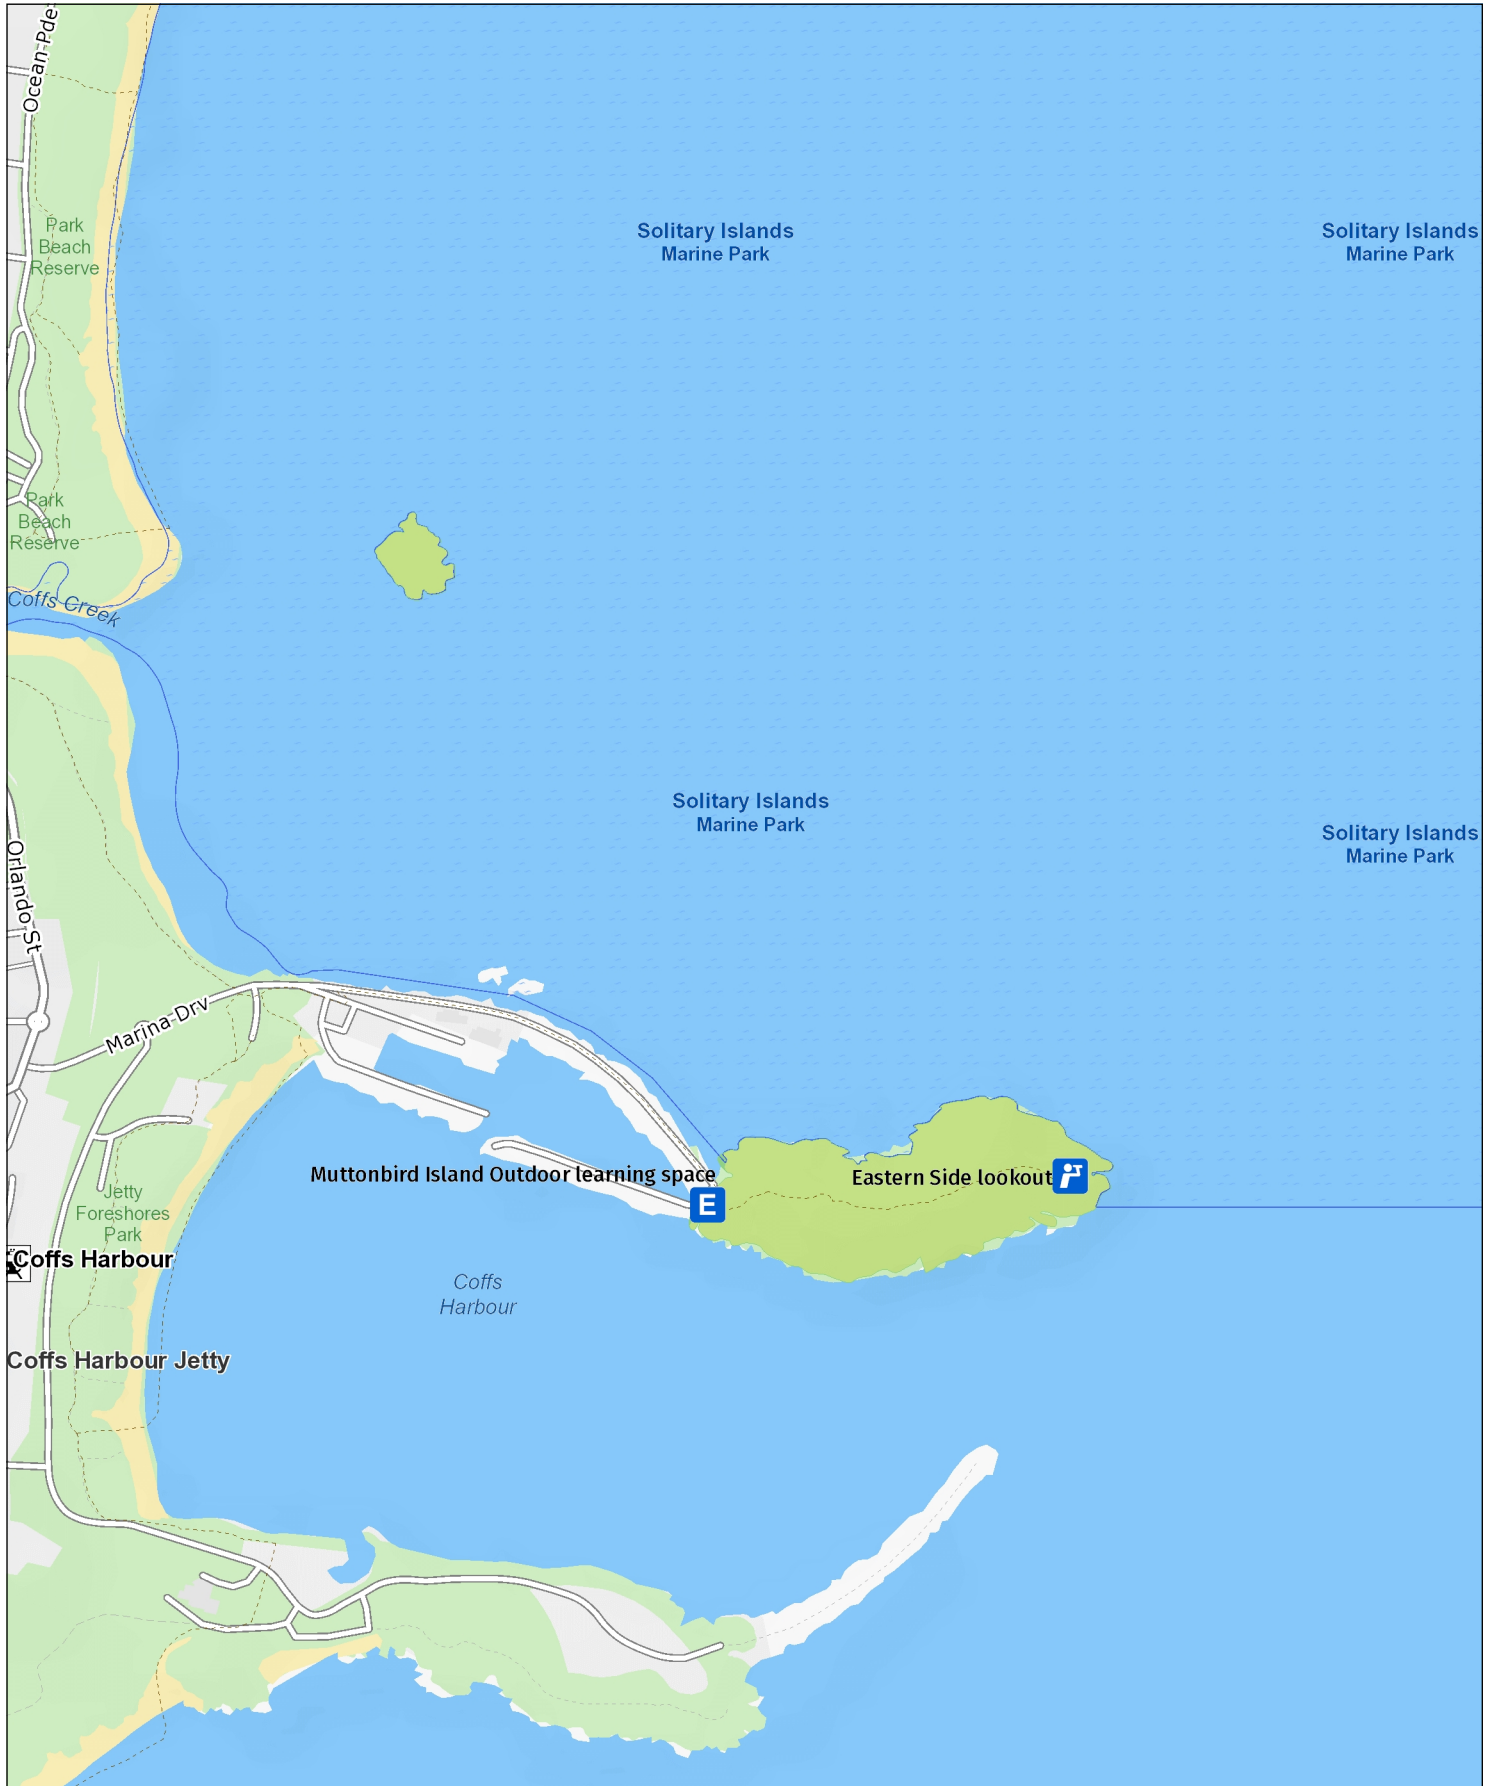 Ocean Pde
Park
Beach
Reserve
Solitary Islands
Marine Park
Solitary Islands
Marine Park
Park
Beach
Reserve
Coffs Creek
Solitary Islands
Marine Park
Solitary Islands
Marine Park
Orlando St
Marina Drv
Muttonbird Island Outdoor learning space
E
Eastern Side lookout
Jetty
Foreshores
Park
Coffs Harbour
Coffs
Harbour
Coffs Harbour Jetty